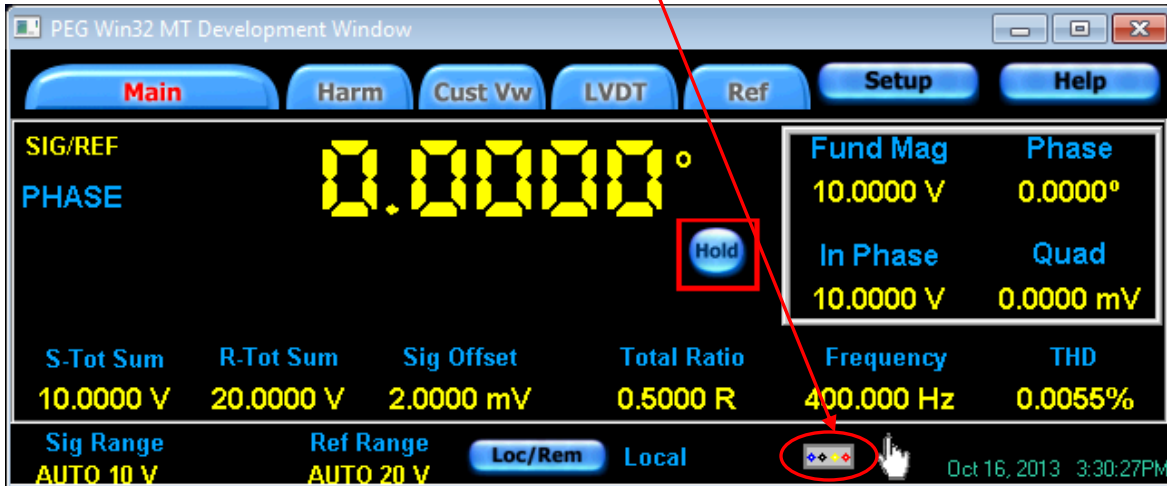 PEG Win32 MT Development Window
Main Harm Cust Vw LVDT Ref Setup Help
SIG/REF
PHASE
0.0000°
Hold
Fund Mag Phase
10.0000 V 0.0000º
In Phase Quad
10.0000 V 0.0000 mV
S-Tot Sum R-Tot Sum Sig Offset Total Ratio Frequency THD
10.0000 V 20.0000 V 2.0000 mV 0.5000 R 400.000 Hz 0.0055%
Sig Range Ref Range Loc/Rem Local
AUTO 10 V AUTO 20 V Oct 16, 2013 3:30:27PM